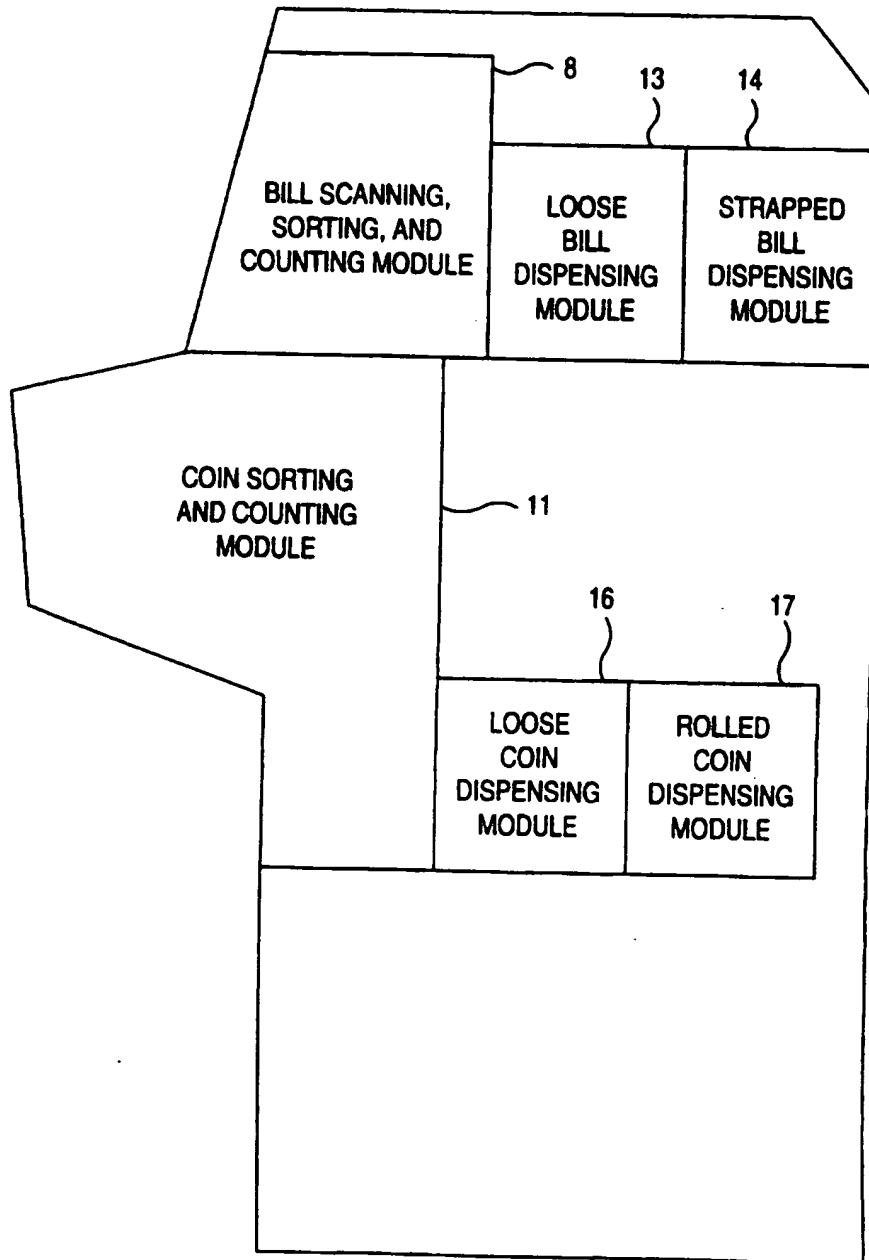 8
13
14
BILL SCANNING,
SORTING, AND
COUNTING MODULE
LOOSE
BILL
DISPENSING
MODULE
STRAPPED
BILL
DISPENSING
MODULE
COIN SORTING
AND COUNTING
MODULE
11
16
17
LOOSE
COIN
DISPENSING
MODULE
ROLLED
COIN
DISPENSING
MODULE